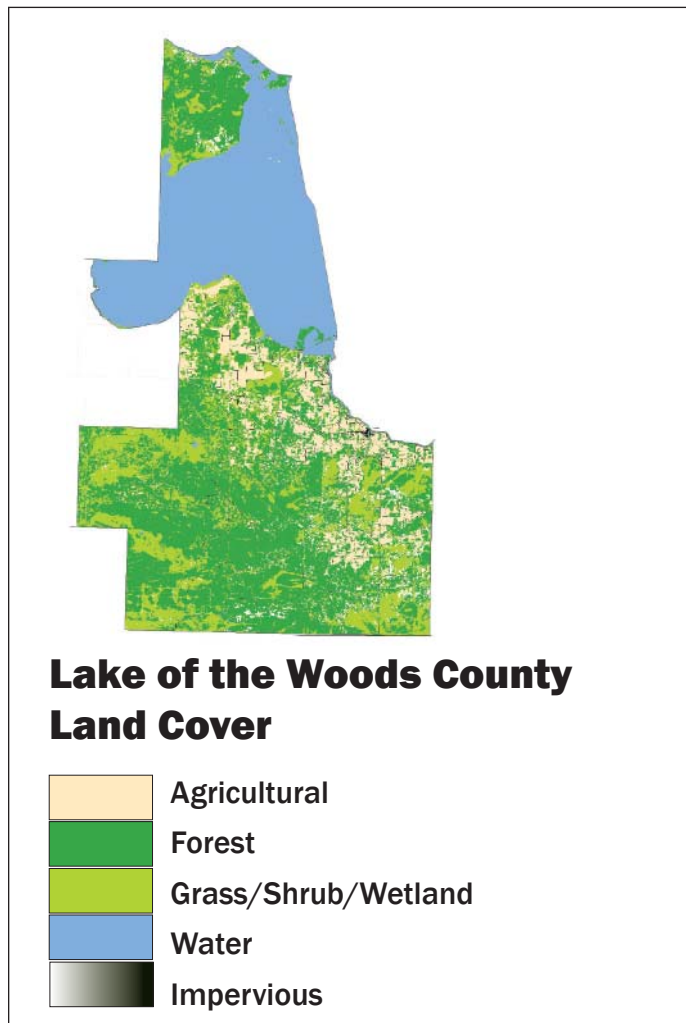 Lake of the Woods County
Land Cover
Agricultural
Forest
Grass/Shrub/Wetland
Water
Impervious